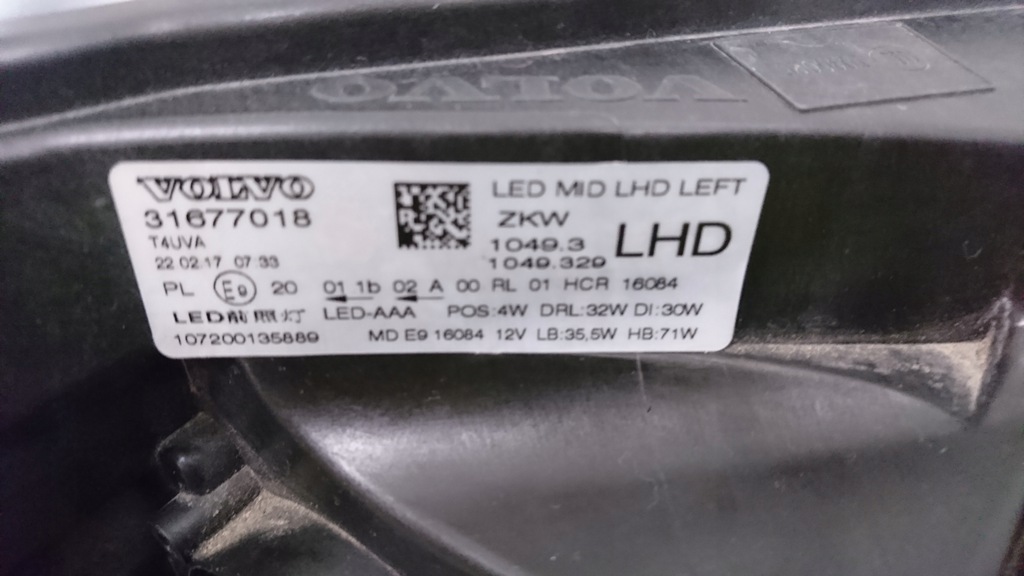 VOLVO
VOLVO
31677018
T4UVA
22 02.17 07:33
LED MID LHD LEFT
ZKW
1049.3
1049.329
LHD
PL E9 20 01 1b 02 A 00 RL 01 HCR 16084
LED前照灯 LED-AAA POS:4W DRL:32W DI:30W
107200135889 MD E9 16084 12V LB:35,5W HB:71W